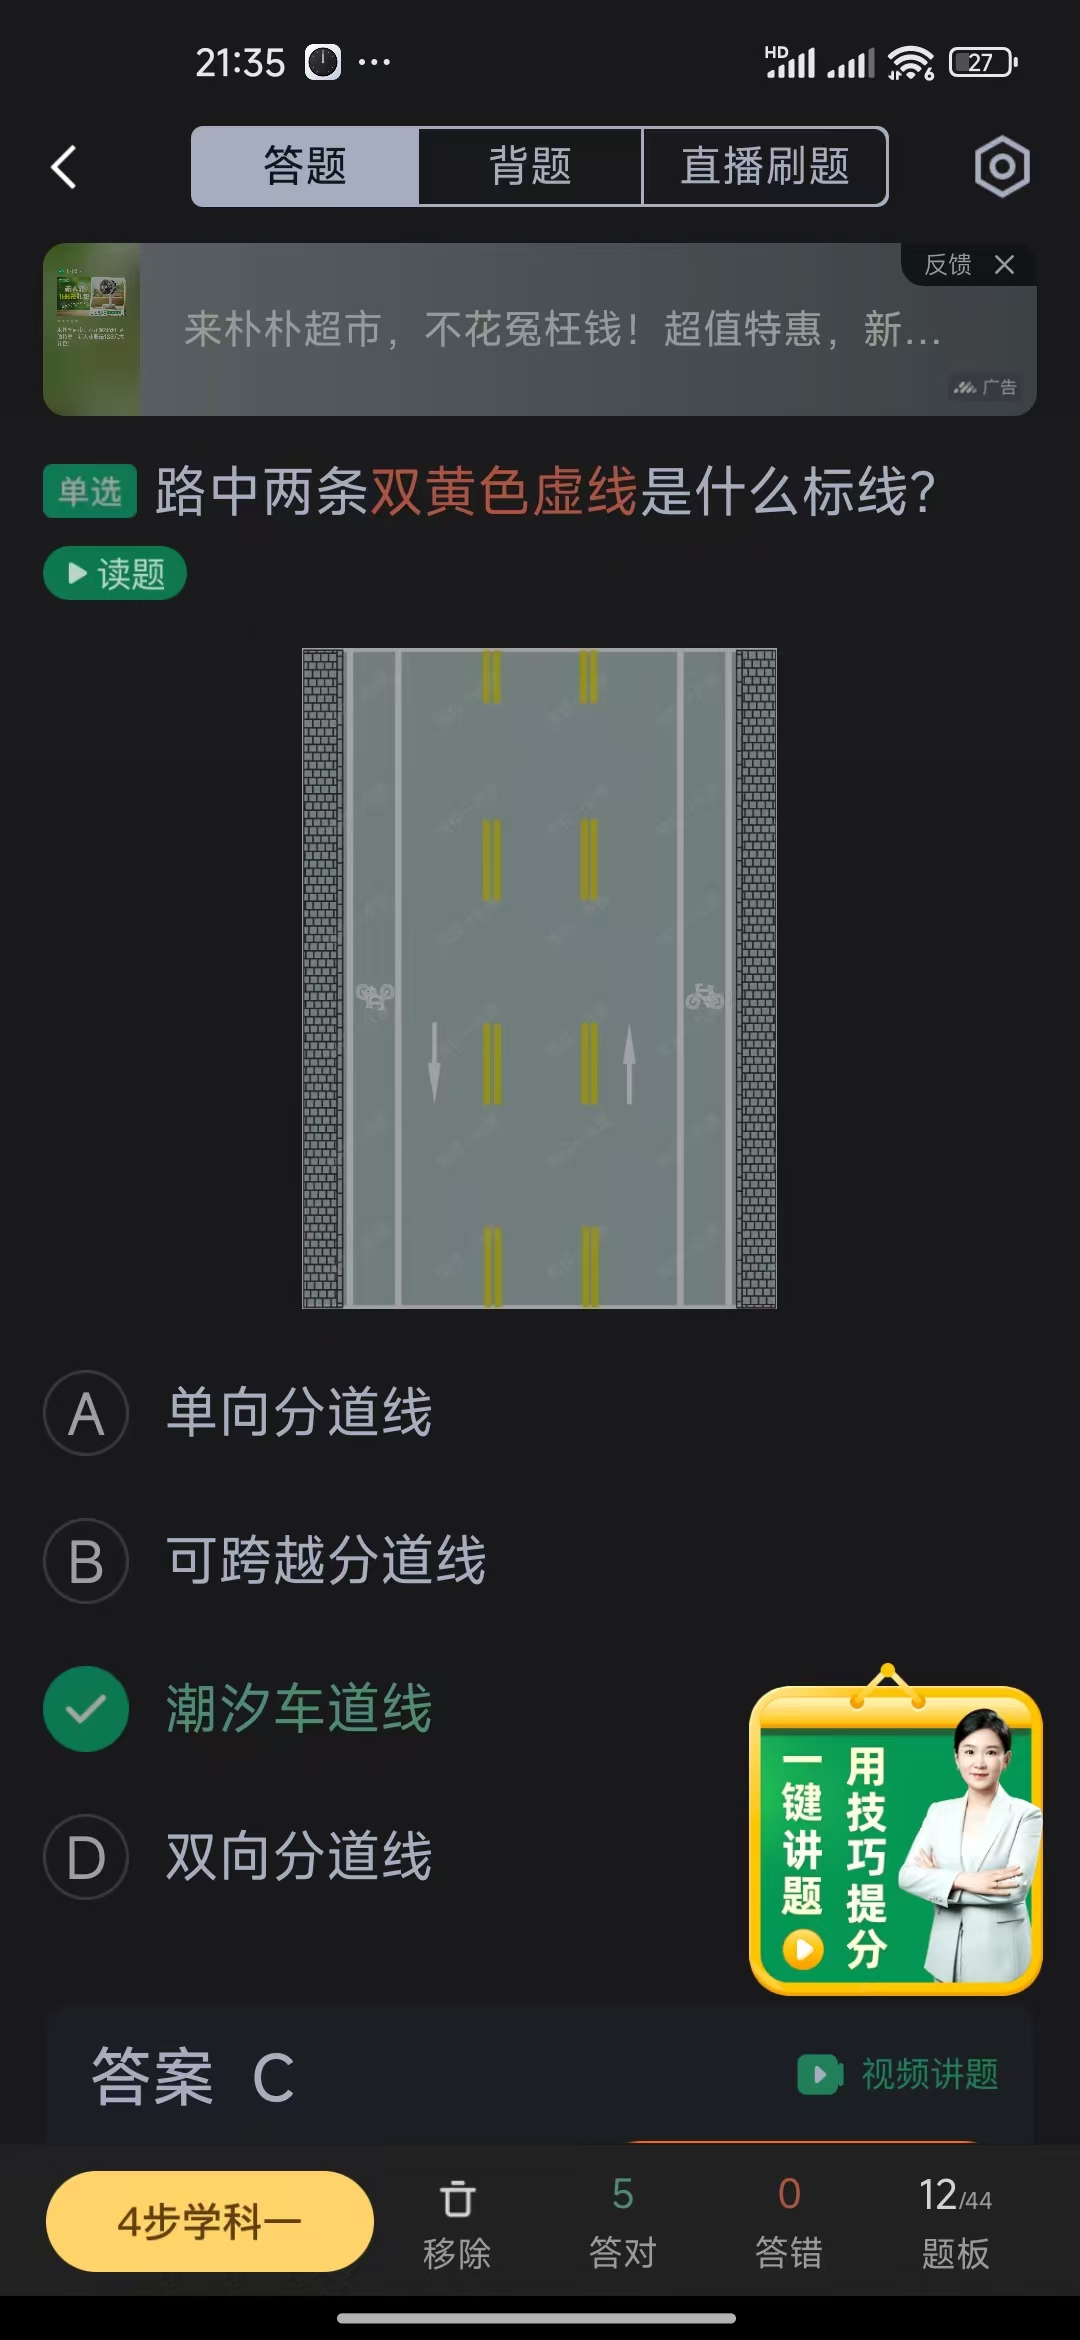 21:35
HD
6
27
答题
背题
直播刷题
反馈
来朴朴超市，不花冤枉钱！超值特惠，新...
广告
单选 路中两条双黄色虚线是什么标线？
读题
A 单向分道线
B 可跨越分道线
潮汐车道线
D 双向分道线
用技巧提分
一键讲题
答案 C
视频讲题
4步学科一
移除
5
答对
0
答错
12/44
题板